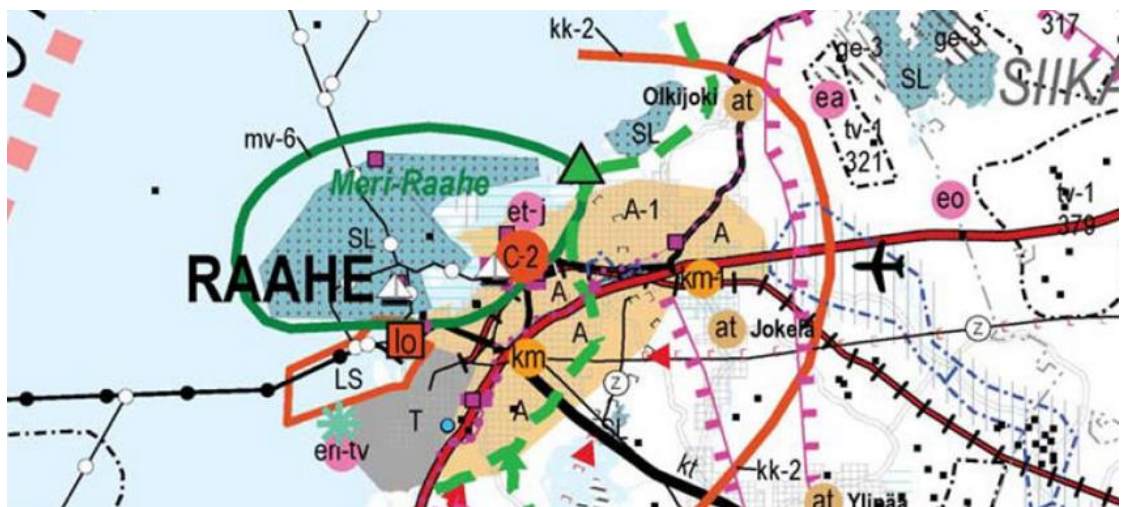 kk-2
ge-3
ge-3
317
SL
SIIKA
Olkijoki
at
ea
SL
tv-1
321
mv-6
Meri-Raahe
et-j
A-1
eo
tv-1
378
SL
A
C-2
RAAHE
km-1
A
lo
at
Jokela
A
z
km
LS
z
T
A
en-tv
kt
kk-2
at
Ylipää